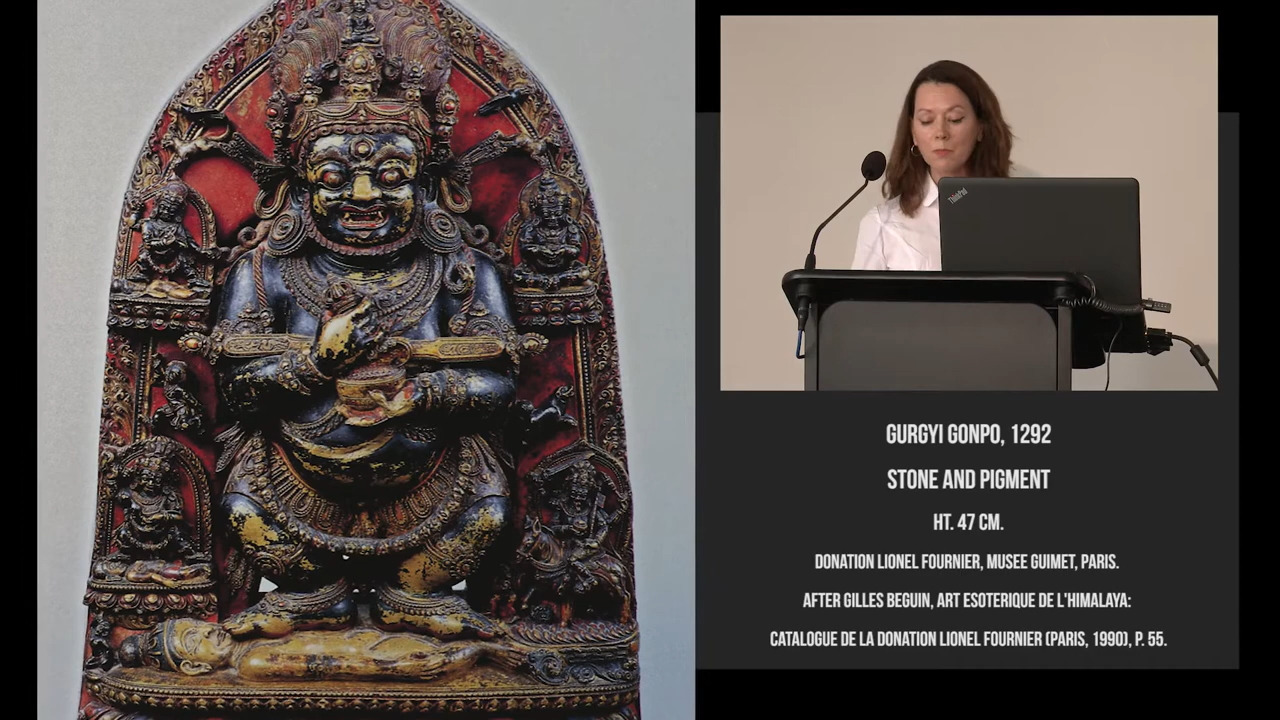 ThinkPad
GURGYI GONPO, 1292
STONE AND PIGMENT
HT. 47 CM.
DONATION LIONEL FOURNIER, MUSEE GUIMET, PARIS.
AFTER GILLES BEGUIN, ART ESOTERIQUE DE L'HIMALAYA:
CATALOGUE DE LA DONATION LIONEL FOURNIER (PARIS, 1990), P. 55.